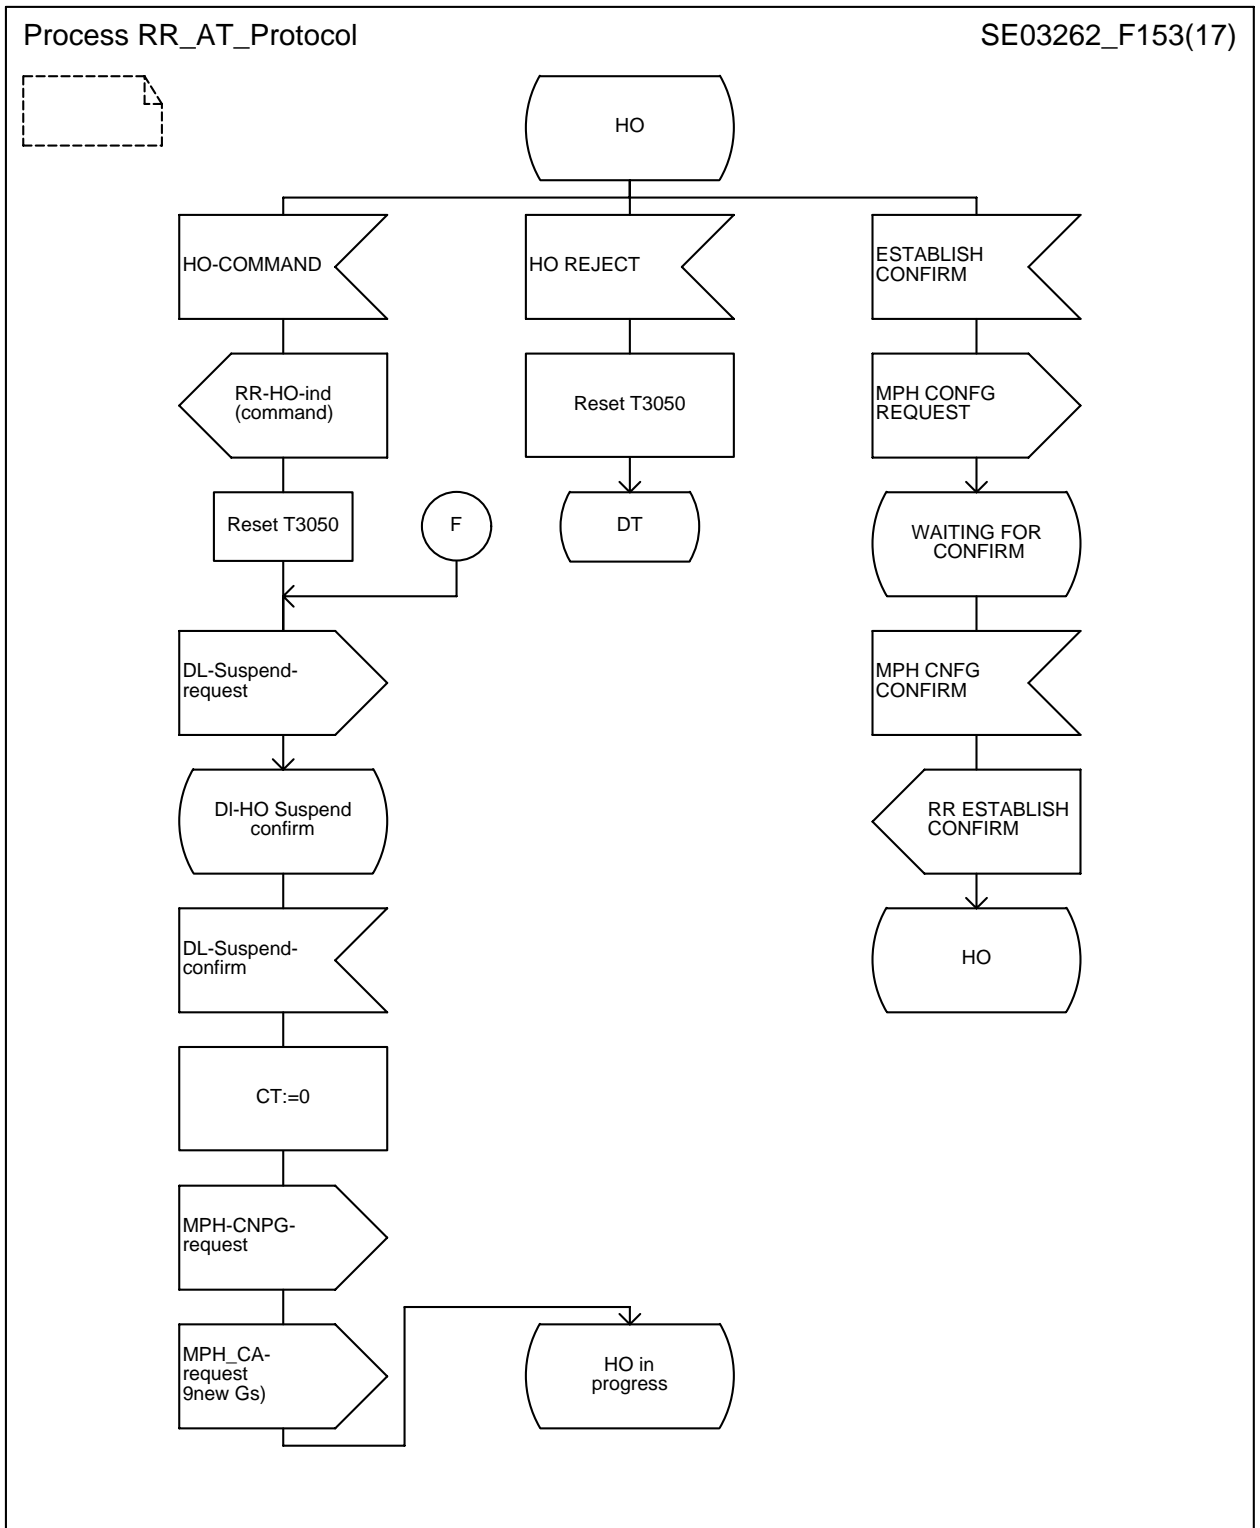 Process RR_AT_Protocol
SE03262_F153(17)
HO
HO-COMMAND
HO REJECT
ESTABLISH
CONFIRM
RR-HO-ind
(command)
Reset T3050
MPH CONFG
REQUEST
Reset T3050
F
DT
WAITING FOR
CONFIRM
DL-Suspend-
request
MPH CNFG
CONFIRM
Dl-HO Suspend
confirm
RR ESTABLISH
CONFIRM
DL-Suspend-
confirm
HO
CT:=0
MPH-CNPG-
request
MPH_CA-
request
9new Gs)
HO in
progress